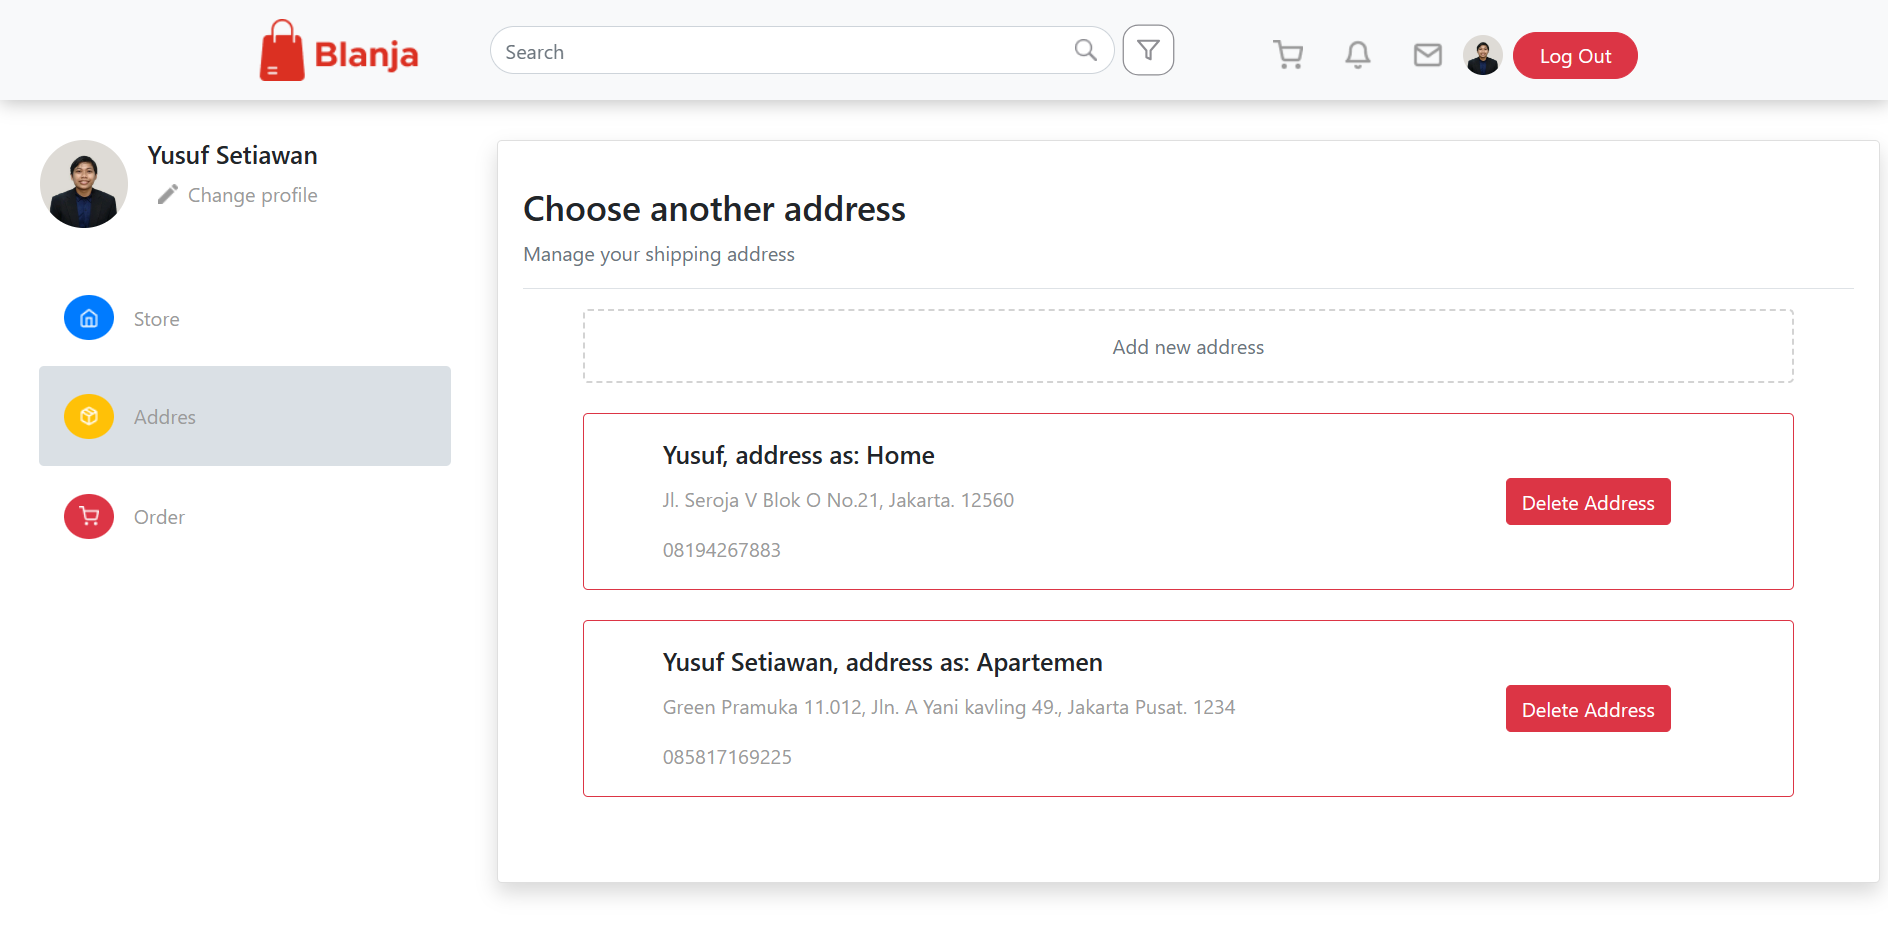 Blanja
Search
Log Out
Yusuf Setiawan
Change profile
Store
Addres
Order
Choose another address
Manage your shipping address
Add new address
Yusuf, address as: Home
Jl. Seroja V Blok O No.21, Jakarta. 12560
08194267883
Delete Address
Yusuf Setiawan, address as: Apartemen
Green Pramuka 11.012, Jln. A Yani kavling 49., Jakarta Pusat. 1234
085817169225
Delete Address